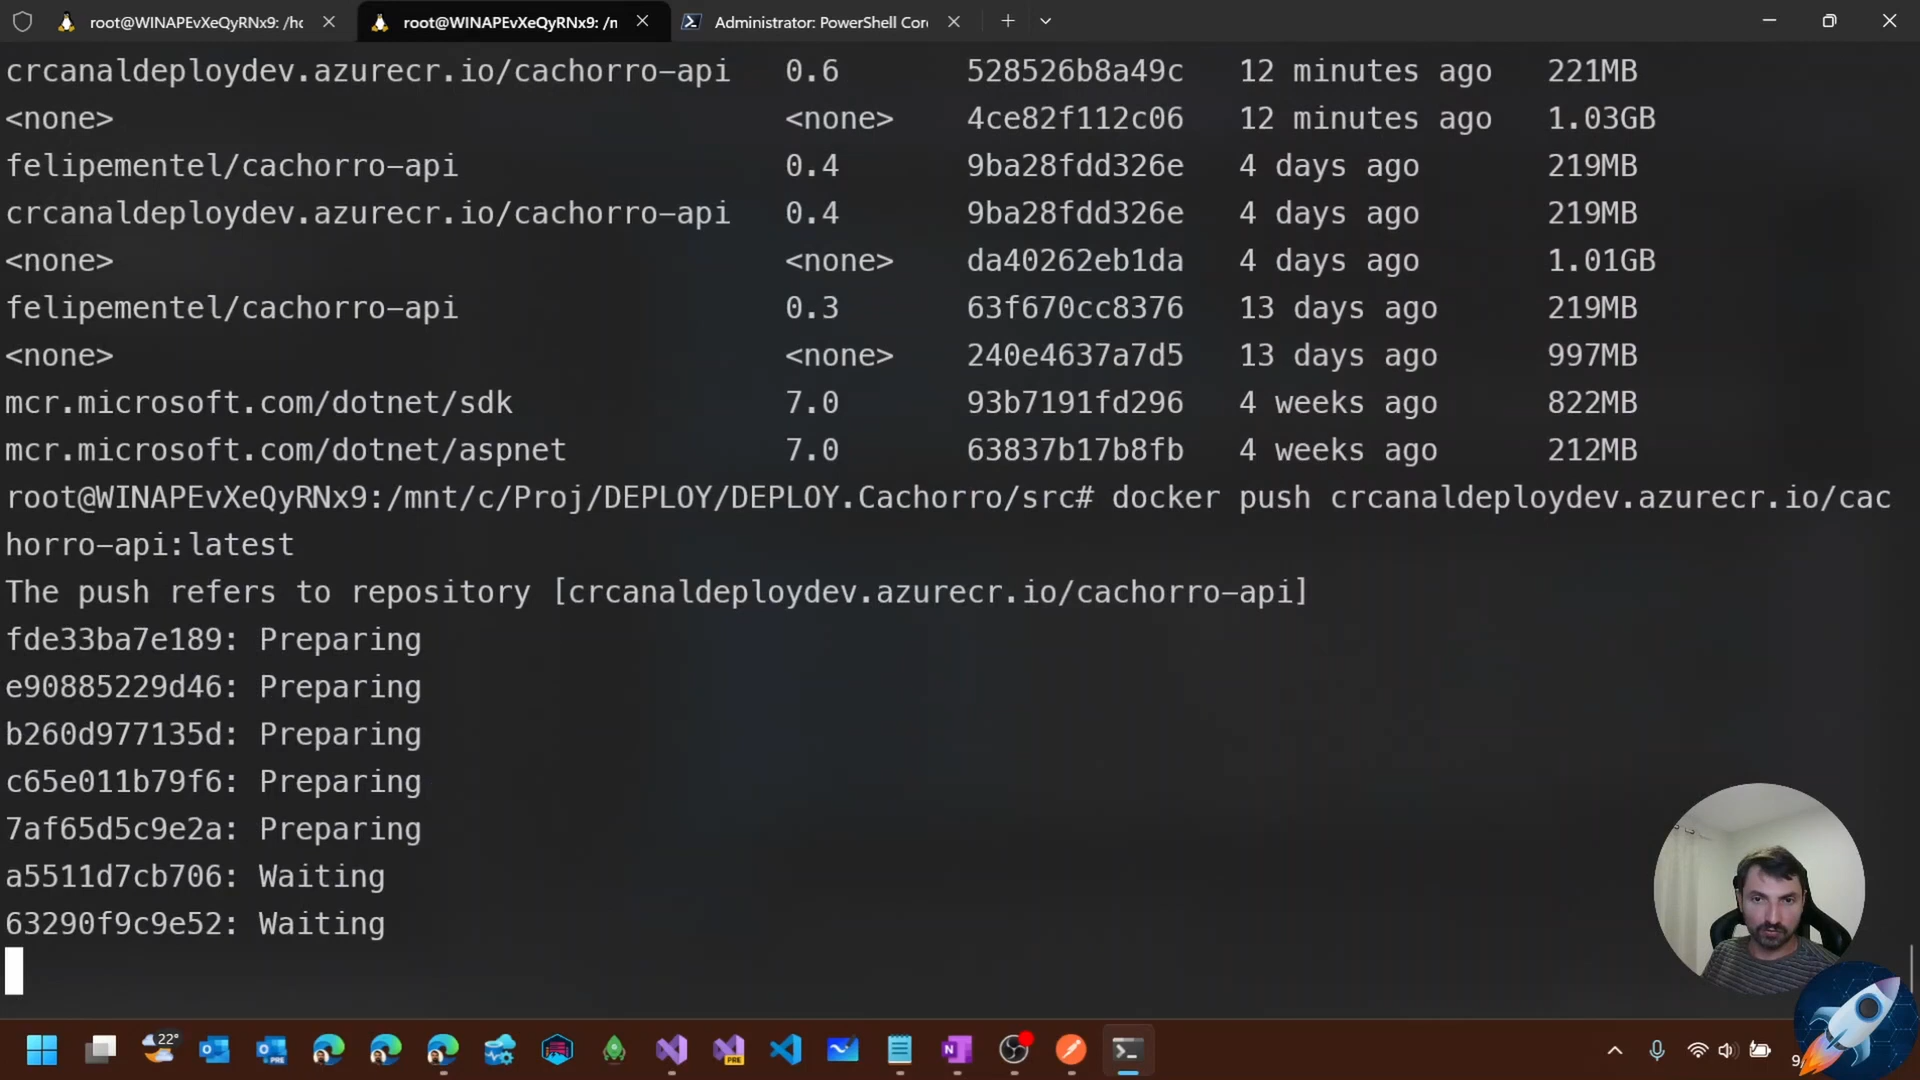 root@WINAPEvXeQyRNx9: /hc
root@WINAPEvXeQyRNx9: /n
Administrator: PowerShell Cor
crcanaldeploydev.azurecr.io/cachorro-api 0.6 528526b8a49c 12 minutes ago 221MB
<none> <none> 4ce82f112c06 12 minutes ago 1.03GB
felipementel/cachorro-api 0.4 9ba28fdd326e 4 days ago 219MB
crcanaldeploydev.azurecr.io/cachorro-api 0.4 9ba28fdd326e 4 days ago 219MB
<none> <none> da40262eb1da 4 days ago 1.01GB
felipementel/cachorro-api 0.3 63f670cc8376 13 days ago 219MB
<none> <none> 240e4637a7d5 13 days ago 997MB
mcr.microsoft.com/dotnet/sdk 7.0 93b7191fd296 4 weeks ago 822MB
mcr.microsoft.com/dotnet/aspnet 7.0 63837b17b8fb 4 weeks ago 212MB
root@WINAPEvXeQyRNx9:/mnt/c/Proj/DEPLOY/DEPLOY.Cachorro/src# docker push crcanaldeploydev.azurecr.io/cac
horro-api:latest
The push refers to repository [crcanaldeploydev.azurecr.io/cachorro-api]
fde33ba7e189: Preparing
e90885229d46: Preparing
b260d977135d: Preparing
c65e011b79f6: Preparing
7af65d5c9e2a: Preparing
a5511d7cb706: Waiting
63290f9c9e52: Waiting
22°
PRE
PRE